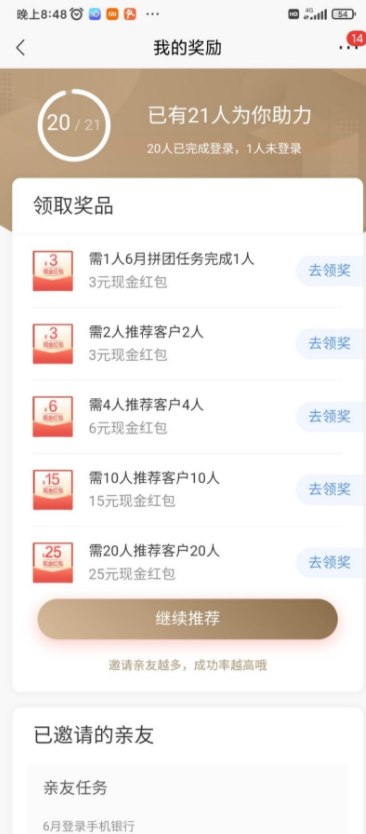 晚上8:48
4G
54
我的奖励
14
20 / 21
已有21人为你助力
20人已完成登录，1人未登录
领取奖品
3
现金红包
需1人6月拼团任务完成1人
3元现金红包
去领奖
3
现金红包
需2人推荐客户2人
3元现金红包
去领奖
6
现金红包
需4人推荐客户4人
6元现金红包
去领奖
15
现金红包
需10人推荐客户10人
15元现金红包
去领奖
25
现金红包
需20人推荐客户20人
25元现金红包
去领奖
继续推荐
邀请亲友越多，成功率越高哦
已邀请的亲友
亲友任务
6月登录手机银行